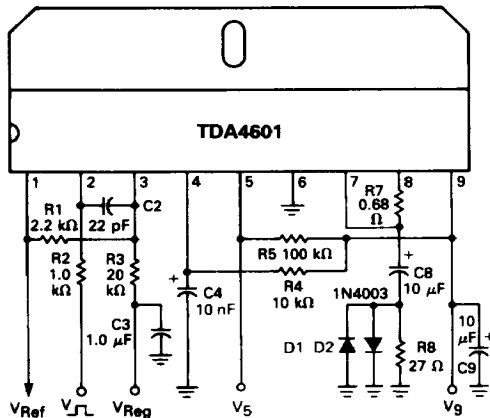 TDA4601
1 2 3 4 5 6 7 8 9
R1
2.2 kΩ
22 pF
C2
R7
0.68
Ω
R2
1.0
kΩ
R3
20
kΩ
R5 100 kΩ
R4
10 kΩ
+
C4
10 nF
+
C8
10 μF
1N4003
C3
1.0 μF
D1 D2
R8
27 Ω
10
μF
+
C9
VRef
V
VReg
V5
V9